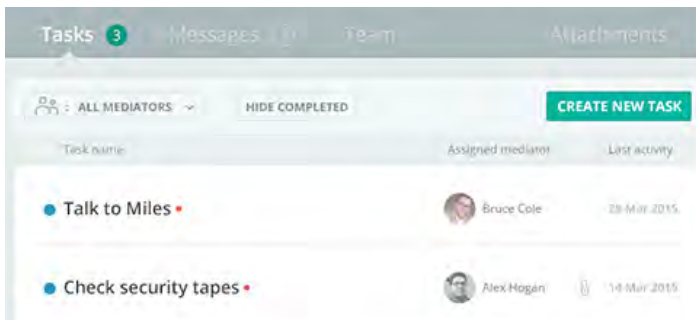 Tasks 3 Messages Team Attachments
: ALL MEDIATORS HIDE COMPLETED CREATE NEW TASK
Task name Assigned mediator Last activity
Talk to Miles Bruce Cole 28 Mar 2015
Check security tapes Alex Hogan 14 Mar 2015